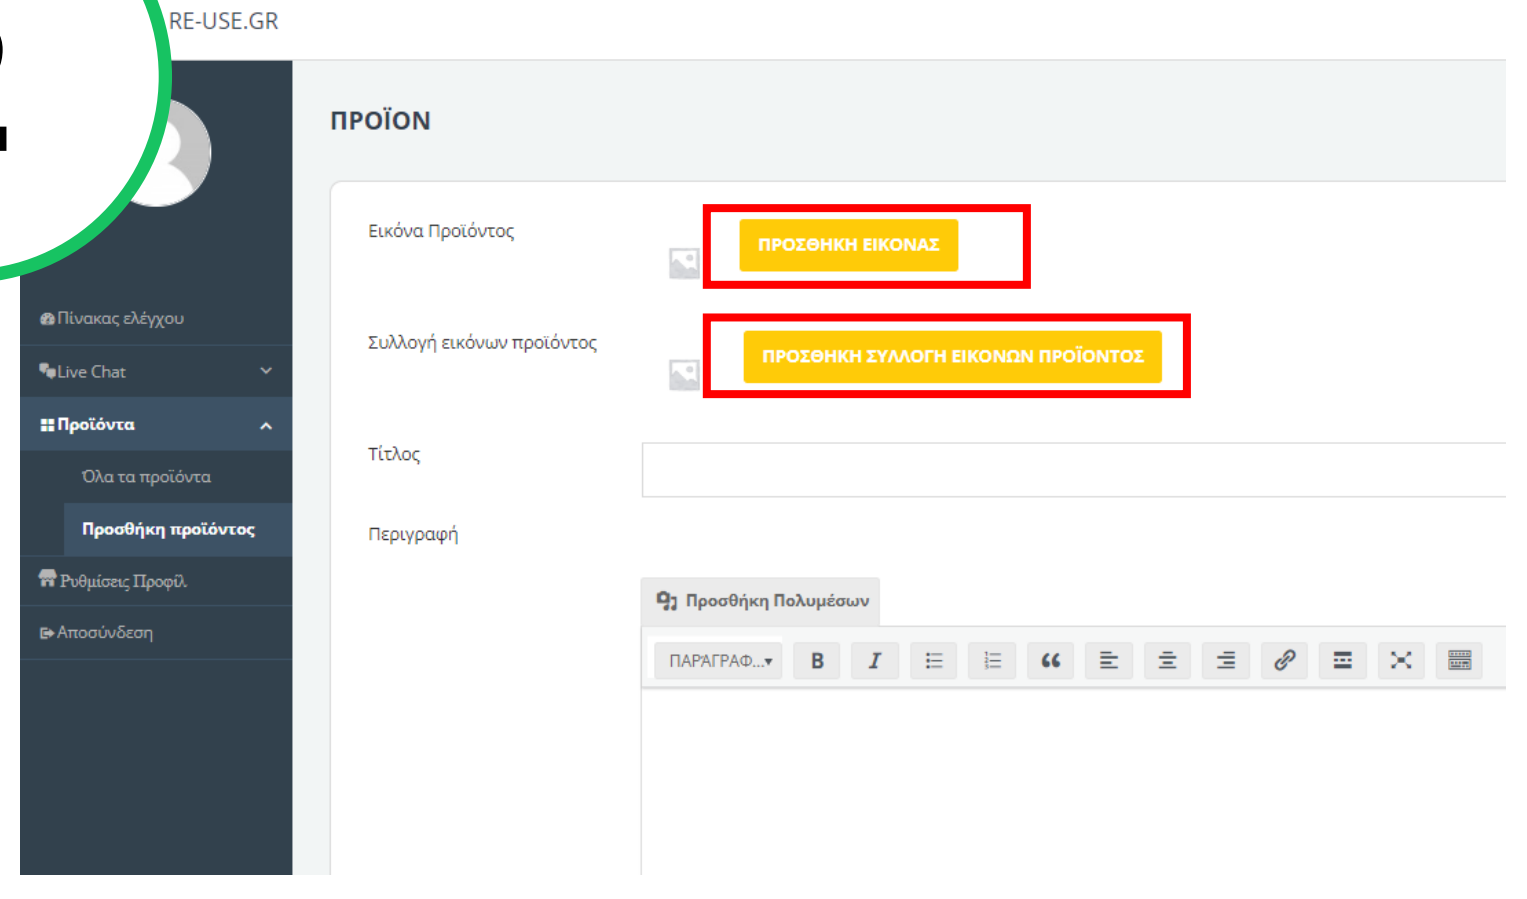 RE-USE.GR
ΠΡΟΪΟΝ
Εικόνα Προϊόντος
ΠΡΟΣΘΗΚΗ ΕΙΚΟΝΑΣ
Πίνακας ελέγχου
Συλλογή εικόνων προϊόντος
ΠΡΟΣΘΗΚΗ ΣΥΛΛΟΓΗ ΕΙΚΟΝΩΝ ΠΡΟΪΟΝΤΟΣ
Live Chat
Προϊόντα
Τίτλος
Όλα τα προϊόντα
Προσθήκη προϊόντος
Περιγραφή
Ρυθμίσεις Προφίλ
Προσθήκη Πολυμέσων
Αποσύνδεση
ΠΑΡΆΓΡΑΦ...
B I